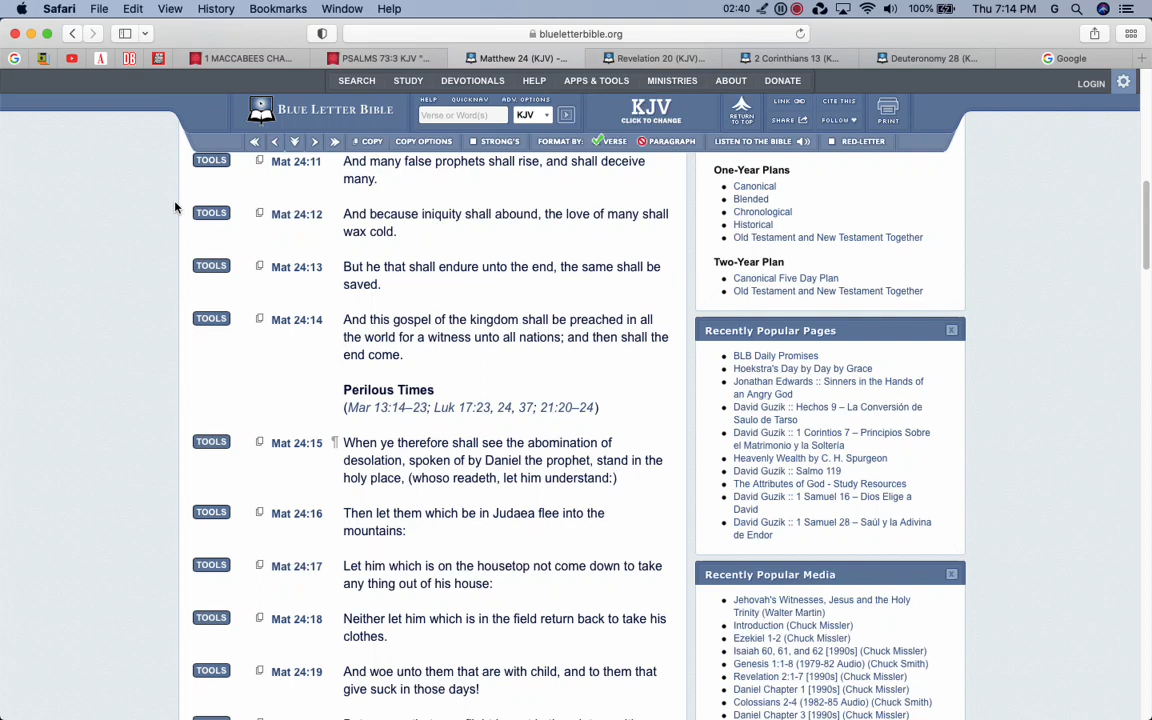 Safari File Edit View History Bookmarks Window Help 02:40 100% Thu 7:14 PM G
blueletterbible.org
1 MACCABEES CHA... PSALMS 73:3 KJV "... Matthew 24 (KJV) -... Revelation 20 (KJV)... 2 Corinthians 13 (K... Deuteronomy 28 (K... Google
SEARCH STUDY DEVOTIONALS HELP APPS & TOOLS MINISTRIES ABOUT DONATE LOGIN
BLUE LETTER BIBLE
HELP QUICKNAV ADV. OPTIONS
Verse or Word(s) KJV
KJV
CLICK TO CHANGE
RETURN
TO TOP
LINK CITE THIS
SHARE FOLLOW PRINT
COPY COPY OPTIONS STRONG'S FORMAT BY: VERSE PARAGRAPH LISTEN TO THE BIBLE RED-LETTER
TOOLS Mat 24:11 And many false prophets shall rise, and shall deceive
many.
TOOLS Mat 24:12 And because iniquity shall abound, the love of many shall
wax cold.
TOOLS Mat 24:13 But he that shall endure unto the end, the same shall be
saved.
TOOLS Mat 24:14 And this gospel of the kingdom shall be preached in all
the world for a witness unto all nations; and then shall the
end come.
Perilous Times
(Mar 13:14–23; Luk 17:23, 24, 37; 21:20–24)
TOOLS Mat 24:15 ¶ When ye therefore shall see the abomination of
desolation, spoken of by Daniel the prophet, stand in the
holy place, (whoso readeth, let him understand:)
TOOLS Mat 24:16 Then let them which be in Judaea flee into the
mountains:
TOOLS Mat 24:17 Let him which is on the housetop not come down to take
any thing out of his house:
TOOLS Mat 24:18 Neither let him which is in the field return back to take his
clothes.
TOOLS Mat 24:19 And woe unto them that are with child, and to them that
give suck in those days!
One-Year Plans
Canonical
Blended
Chronological
Historical
Old Testament and New Testament Together
Two-Year Plan
Canonical Five Day Plan
Old Testament and New Testament Together
Recently Popular Pages
BLB Daily Promises
Hoekstra's Day by Day by Grace
Jonathan Edwards :: Sinners in the Hands of
an Angry God
David Guzik :: Hechos 9 – La Conversión de
Saulo de Tarso
David Guzik :: 1 Corintios 7 – Principios Sobre
el Matrimonio y la Soltería
Heavenly Wealth by C. H. Spurgeon
David Guzik :: Salmo 119
The Attributes of God - Study Resources
David Guzik :: 1 Samuel 16 – Dios Elige a
David
David Guzik :: 1 Samuel 28 – Saúl y la Adivina
de Endor
Recently Popular Media
Jehovah's Witnesses, Jesus and the Holy
Trinity (Walter Martin)
Introduction (Chuck Missler)
Ezekiel 1-2 (Chuck Missler)
Isaiah 60, 61, and 62 [1990s] (Chuck Missler)
Genesis 1:1-8 (1979-82 Audio) (Chuck Smith)
Revelation 2:1-7 [1990s] (Chuck Missler)
Daniel Chapter 1 [1990s] (Chuck Missler)
Colossians 2-4 (1982-85 Audio) (Chuck Smith)
Daniel Chapter 3 [1990s] (Chuck Missler)